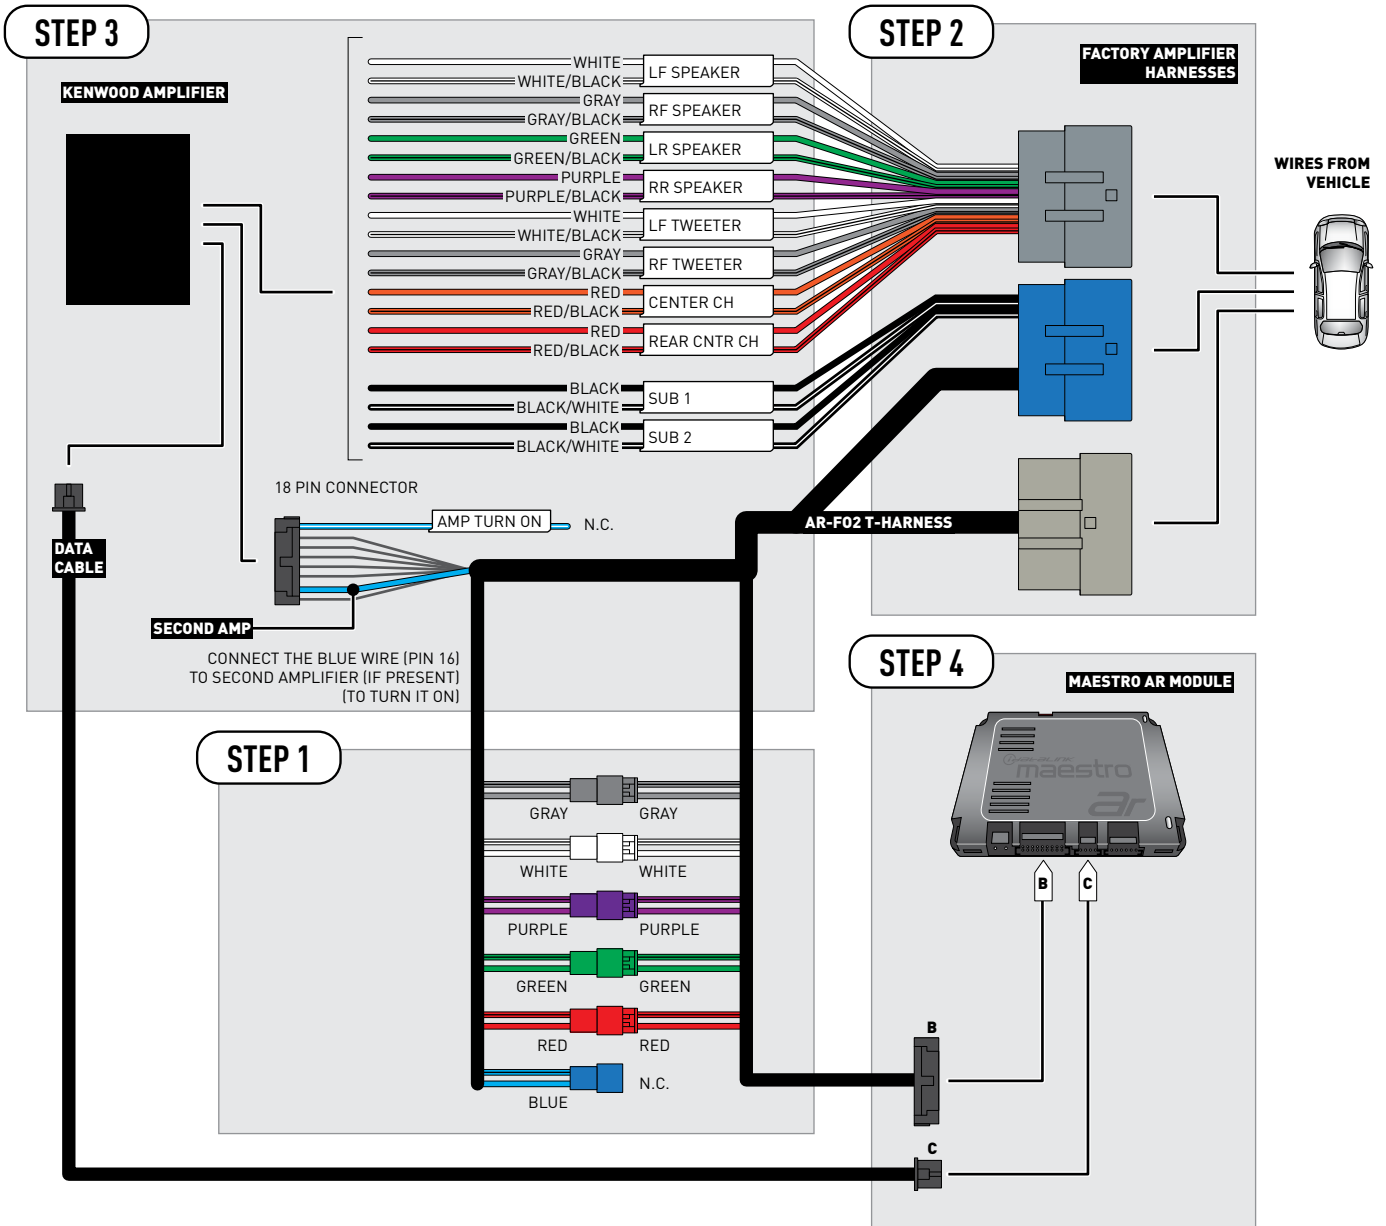 STEP 3
KENWOOD AMPLIFIER
WHITE
WHITE/BLACK
LF SPEAKER
GRAY
GRAY/BLACK
RF SPEAKER
GREEN
GREEN/BLACK
LR SPEAKER
PURPLE
PURPLE/BLACK
RR SPEAKER
WHITE
WHITE/BLACK
LF TWEETER
GRAY
GRAY/BLACK
RF TWEETER
RED
RED/BLACK
CENTER CH
RED
RED/BLACK
REAR CNTR CH
BLACK
BLACK/WHITE
SUB 1
BLACK
BLACK/WHITE
SUB 2
18 PIN CONNECTOR
AMP TURN ON
N.C.
DATA
CABLE
SECOND AMP
CONNECT THE BLUE WIRE (PIN 16)
TO SECOND AMPLIFIER (IF PRESENT)
(TO TURN IT ON)
STEP 2
FACTORY AMPLIFIER
HARNESSES
WIRES FROM
VEHICLE
AR-FO2 T-HARNESS
STEP 1
GRAY GRAY
WHITE WHITE
PURPLE PURPLE
GREEN GREEN
RED RED
BLUE
N.C.
STEP 4
MAESTRO AR MODULE
maestro
ar
B
C
B
C